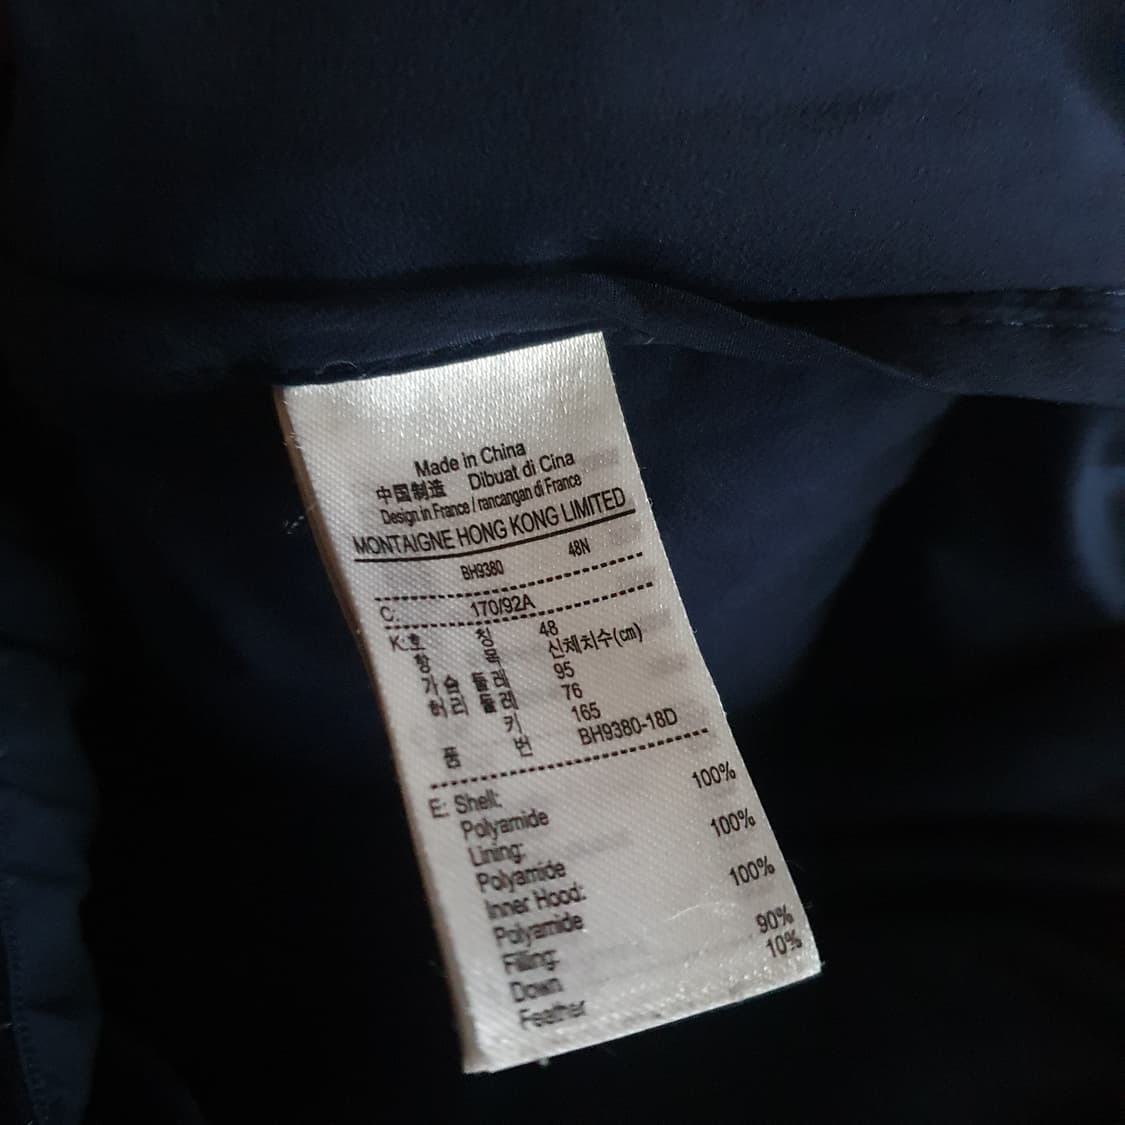 Made in China
中国制造 Dibuat di Cina
Design in France / rancangan di France
MONTAIGNE HONG KONG LIMITED
BH9380 48N
C: 170/92A
K:호 칭 48
항 목 신체치수(cm)
가슴 둘레 95
허리 둘레 76
키 165
품 번 BH9380-18D
E: Shell:
Polyamide 100%
Lining:
Polyamide 100%
Inner Hood:
Polyamide 100%
Filling:
Down 90%
Feather 10%